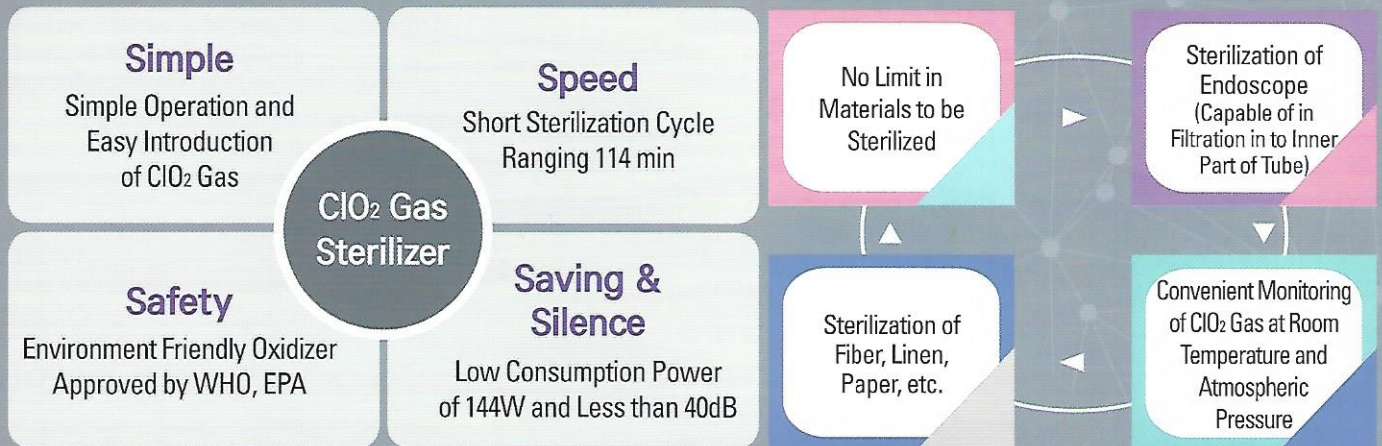 Simple
Simple Operation and
Easy Introduction
of ClO₂ Gas
Speed
Short Sterilization Cycle
Ranging 114 min
ClO₂ Gas
Sterilizer
Safety
Environment Friendly Oxidizer
Approved by WHO, EPA
Saving &
Silence
Low Consumption Power
of 144W and Less than 40dB
No Limit in
Materials to be
Sterilized
Sterilization of
Endoscope
(Capable of in
Filtration in to Inner
Part of Tube)
Sterilization of
Fiber, Linen,
Paper, etc.
Convenient Monitoring
of ClO₂ Gas at Room
Temperature and
Atmospheric
Pressure